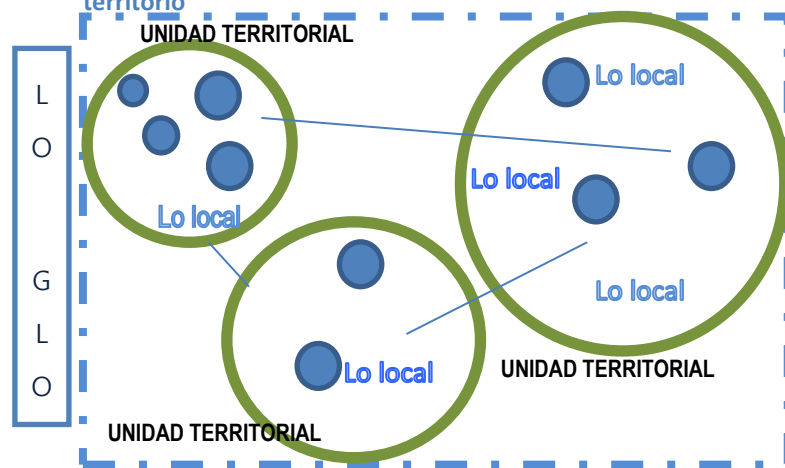 territorio
UNIDAD TERRITORIAL
L
O
G
L
O
Lo local
Lo local
Lo local
Lo local
Lo local
UNIDAD TERRITORIAL
UNIDAD TERRITORIAL